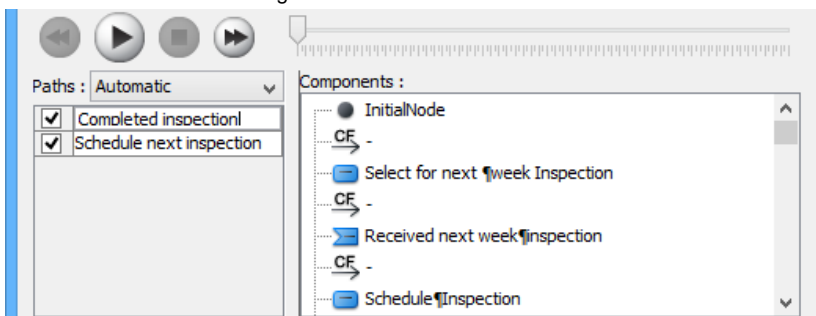 Paths : Automatic
Completed inspectionl
Schedule next inspection
Components :
InitialNode
CF -
Select for next ¶week Inspection
CF -
Received next week¶inspection
CF -
Schedule¶Inspection